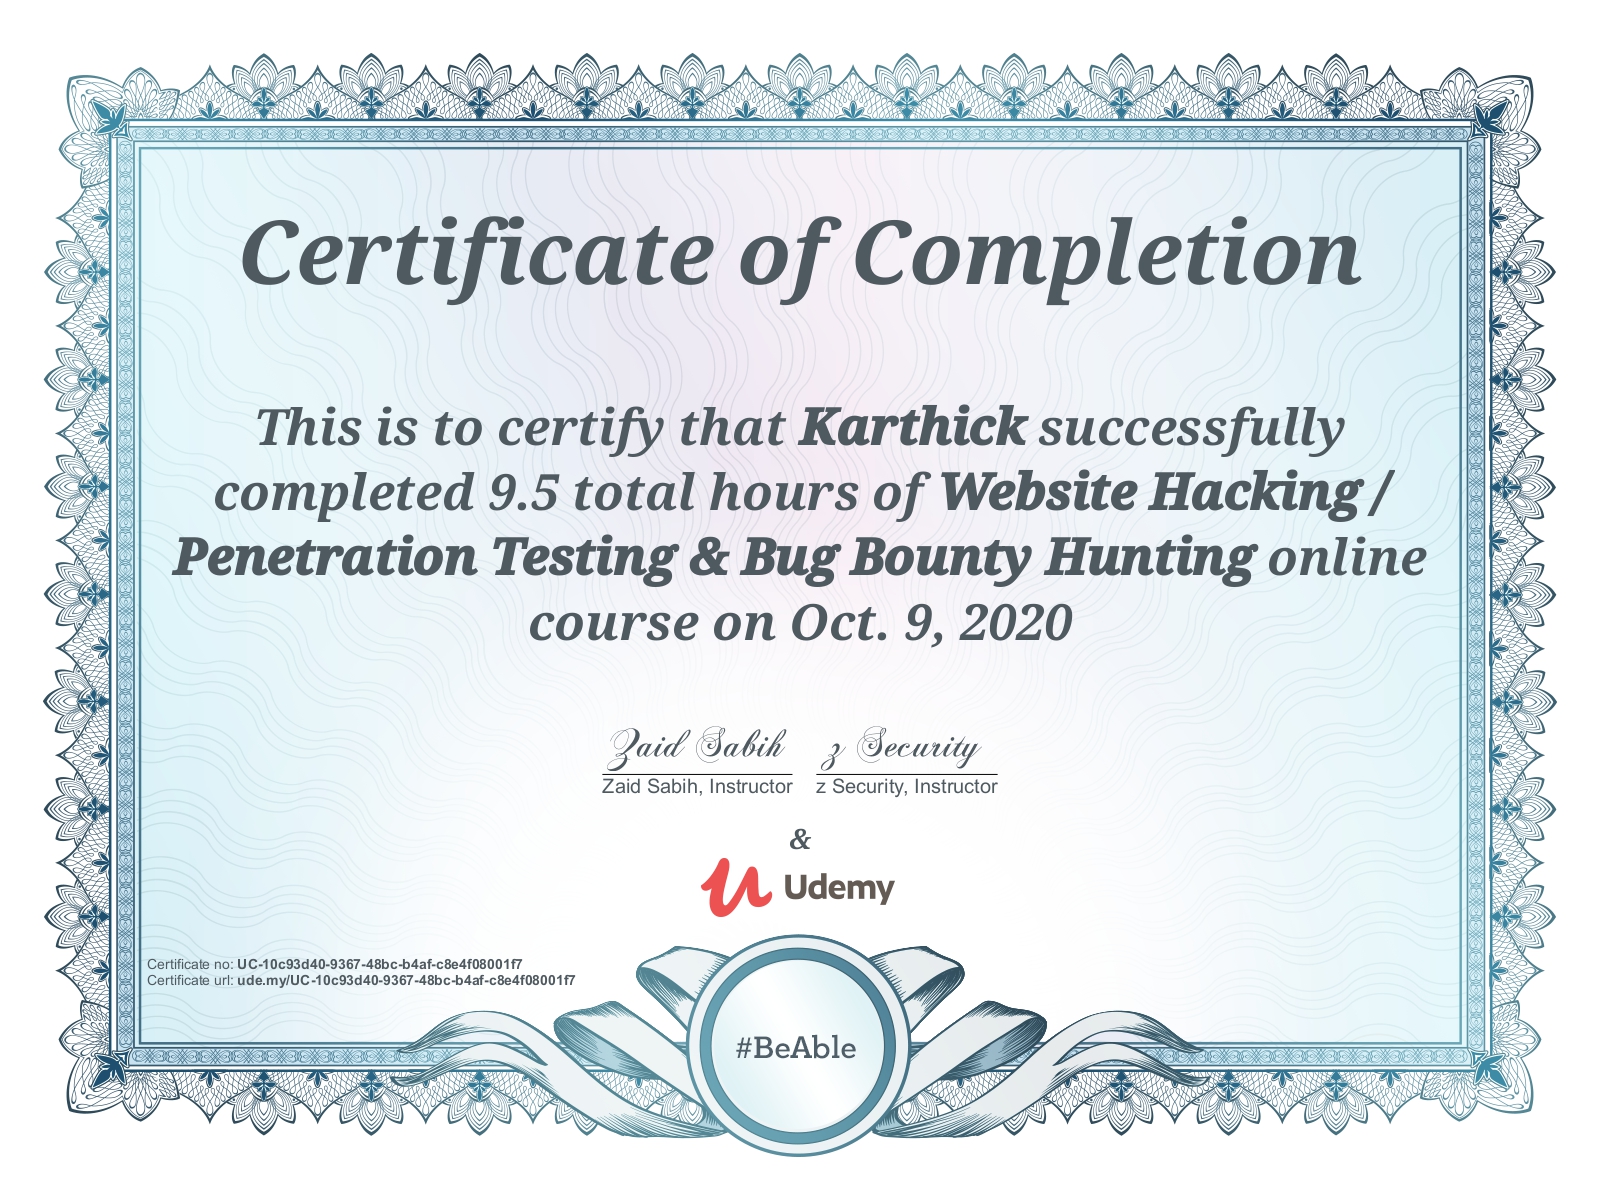 Certificate of Completion
This is to certify that Karthick successfully
completed 9.5 total hours of Website Hacking /
Penetration Testing & Bug Bounty Hunting online
course on Oct. 9, 2020
Zaid Sabih z Security
Zaid Sabih, Instructor z Security, Instructor
&
Udemy
Certificate no: UC-10c93d40-9367-48bc-b4af-c8e4f08001f7
Certificate url: ude.my/UC-10c93d40-9367-48bc-b4af-c8e4f08001f7
#BeAble